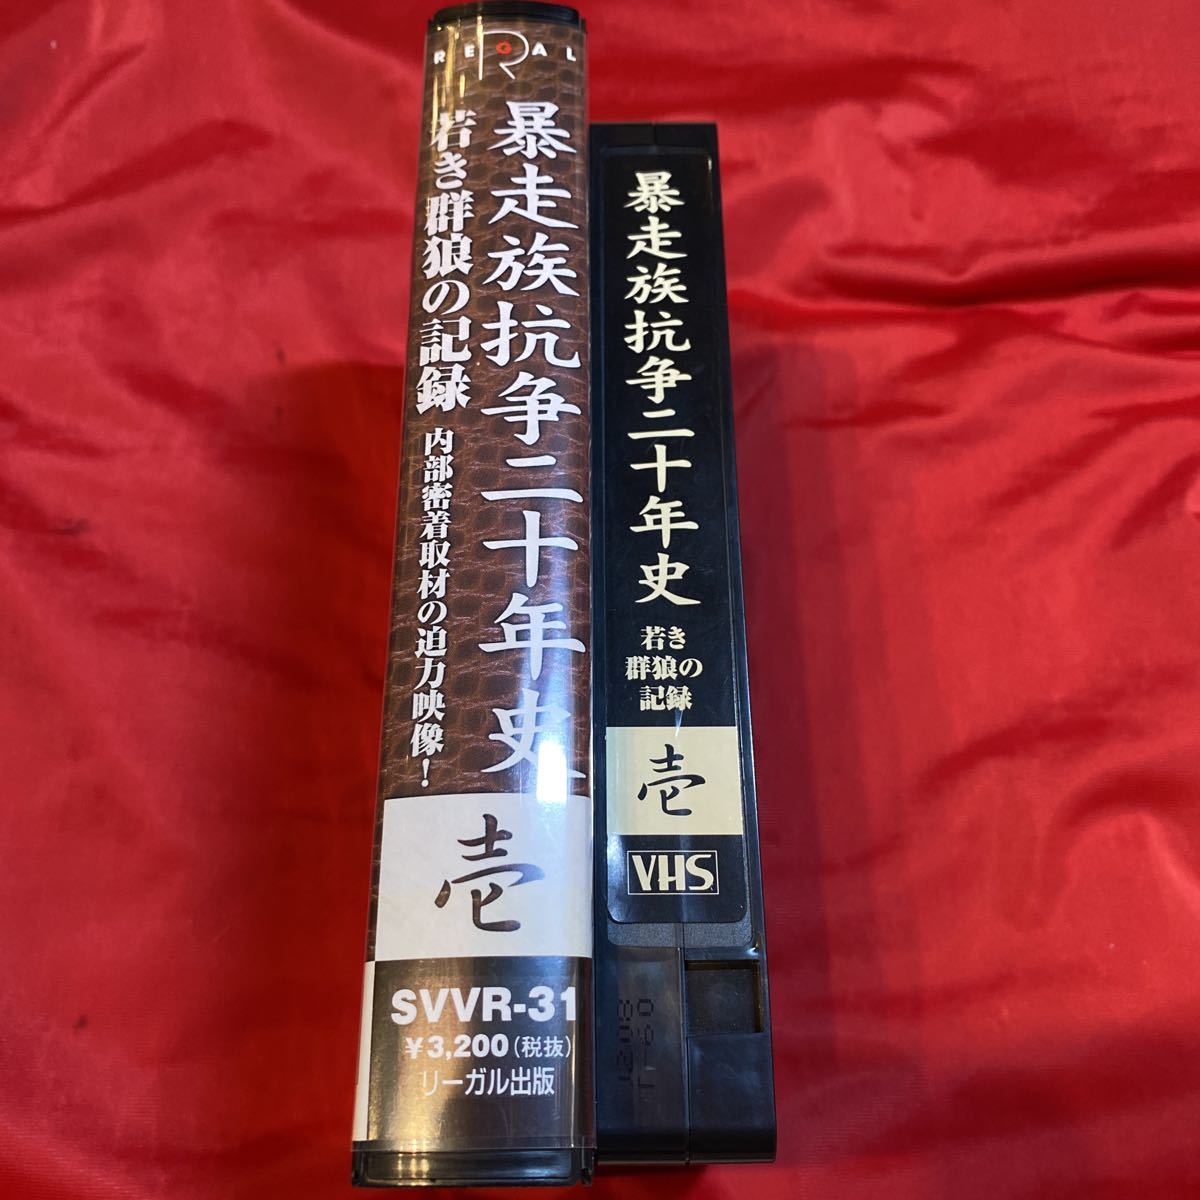 REGAL
暴走族抗争二十年史
若き群狼の記録
内部密着取材の迫力映像!
壱
SVVR-31
¥3,200(税抜)
リーガル出版
暴走族抗争二十年史
若き
群狼の
記録
壱
VHS